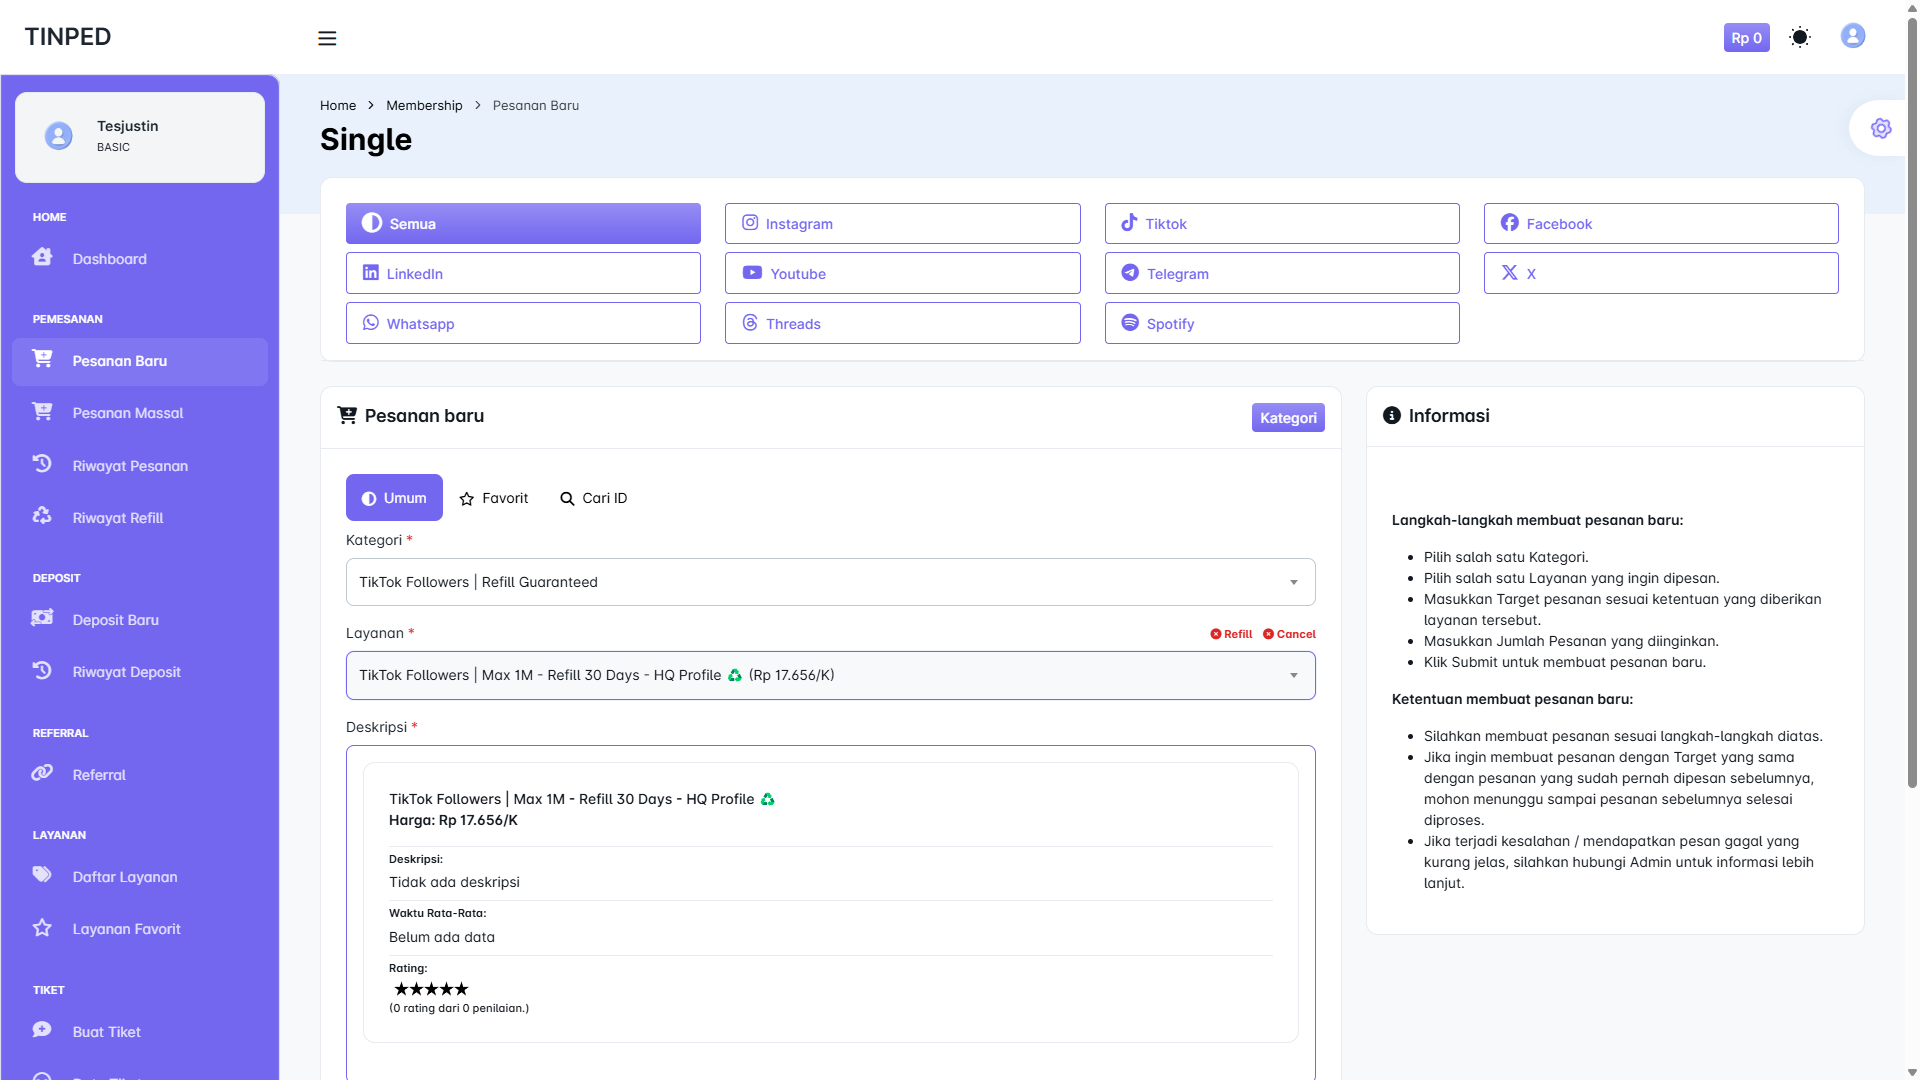 TINPED
Rp 0
Tesjustin
BASIC
HOME
Dashboard
PEMESANAN
Pesanan Baru
Pesanan Massal
Riwayat Pesanan
Riwayat Refill
DEPOSIT
Deposit Baru
Riwayat Deposit
REFERRAL
Referral
LAYANAN
Daftar Layanan
Layanan Favorit
TIKET
Buat Tiket
Home > Membership > Pesanan Baru
Single
Semua
Instagram
Tiktok
Facebook
LinkedIn
Youtube
Telegram
X
Whatsapp
Threads
Spotify
Pesanan baru
Kategori
Umum
Favorit
Cari ID
Kategori *
TikTok Followers | Refill Guaranteed
Layanan *
Refill
Cancel
TikTok Followers | Max 1M - Refill 30 Days - HQ Profile ♻️ (Rp 17.656/K)
Deskripsi *
TikTok Followers | Max 1M - Refill 30 Days - HQ Profile ♻️
Harga: Rp 17.656/K
Deskripsi:
Tidak ada deskripsi
Waktu Rata-Rata:
Belum ada data
Rating:
★★★★★
(0 rating dari 0 penilaian.)
Informasi
Langkah-langkah membuat pesanan baru:
• Pilih salah satu Kategori.
• Pilih salah satu Layanan yang ingin dipesan.
• Masukkan Target pesanan sesuai ketentuan yang diberikan
layanan tersebut.
• Masukkan Jumlah Pesanan yang diinginkan.
• Klik Submit untuk membuat pesanan baru.
Ketentuan membuat pesanan baru:
• Silahkan membuat pesanan sesuai langkah-langkah diatas.
• Jika ingin membuat pesanan dengan Target yang sama
dengan pesanan yang sudah pernah dipesan sebelumnya,
mohon menunggu sampai pesanan sebelumnya selesai
diproses.
• Jika terjadi kesalahan / mendapatkan pesan gagal yang
kurang jelas, silahkan hubungi Admin untuk informasi lebih
lanjut.